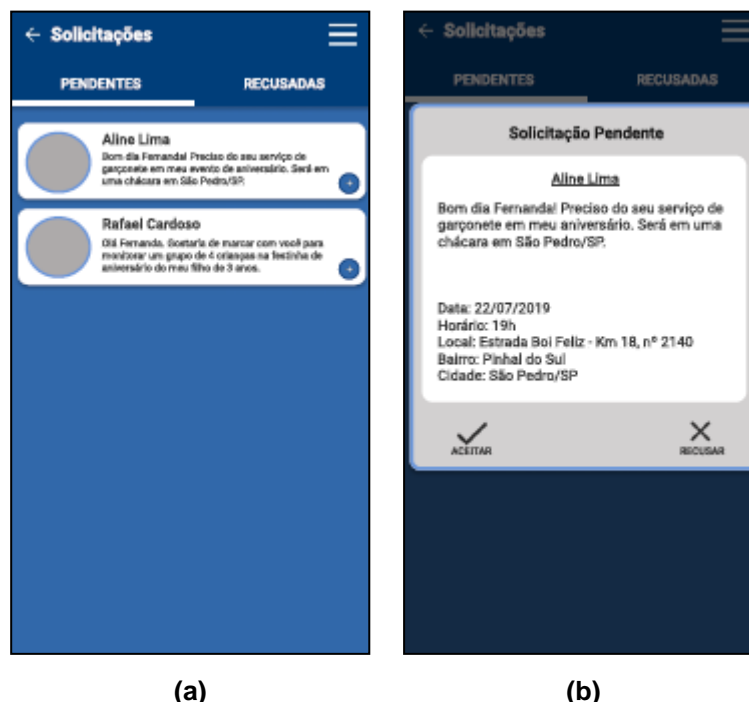 ← Solicitações
PENDENTES RECUSADAS
Aline Lima
Bom dia Fernanda! Preciso do seu serviço de
garçonete em meu evento de aniversário. Será em
uma chácara em São Pedro/SP.
+
Rafael Cardoso
Olá Fernanda. Gostaria de marcar com você para
monitorar um grupo de 4 crianças na festinha de
aniversário do meu filho de 3 anos.
+
(a)
← Solicitações
PENDENTES RECUSADAS
Solicitação Pendente
Aline Lima
Bom dia Fernanda! Preciso do seu serviço de
garçonete em meu aniversário. Será em uma
chácara em São Pedro/SP.
Data: 22/07/2019
Horário: 19h
Local: Estrada Boi Feliz - Km 18, nº 2140
Bairro: Pinhal do Sul
Cidade: São Pedro/SP
ACEITAR RECUSAR
(b)